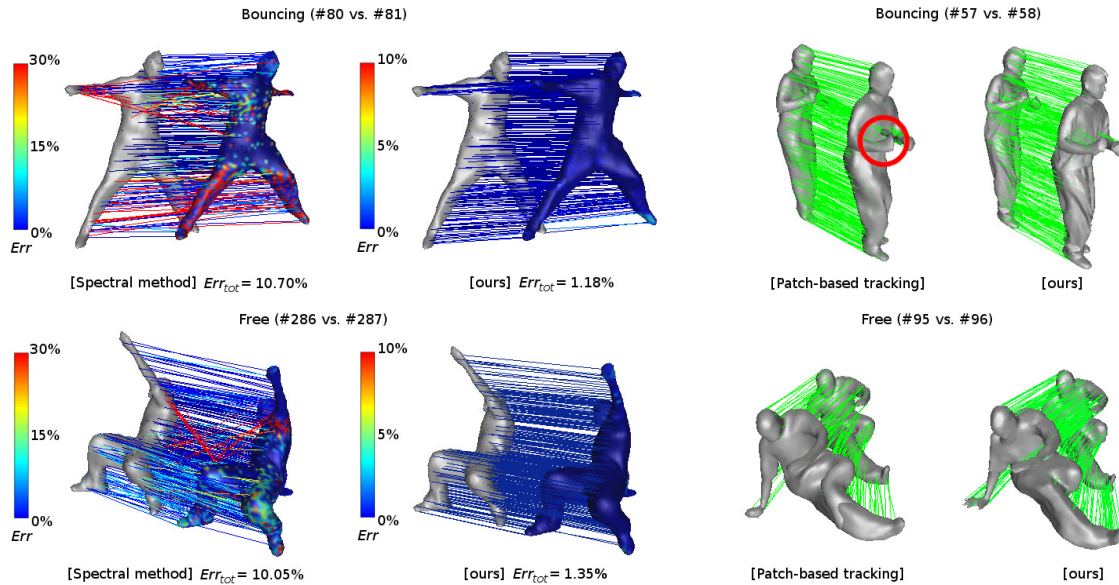 Bouncing (#80 vs. #81)
Bouncing (#57 vs. #58)
30%
15%
0%
Err
10%
5%
0%
[Spectral method] Err_tot = 10.70%
[ours] Err_tot = 1.18%
[Patch-based tracking]
[ours]
Free (#286 vs. #287)
Free (#95 vs. #96)
30%
15%
0%
Err
10%
5%
0%
[Spectral method] Err_tot = 10.05%
[ours] Err_tot = 1.35%
[Patch-based tracking]
[ours]